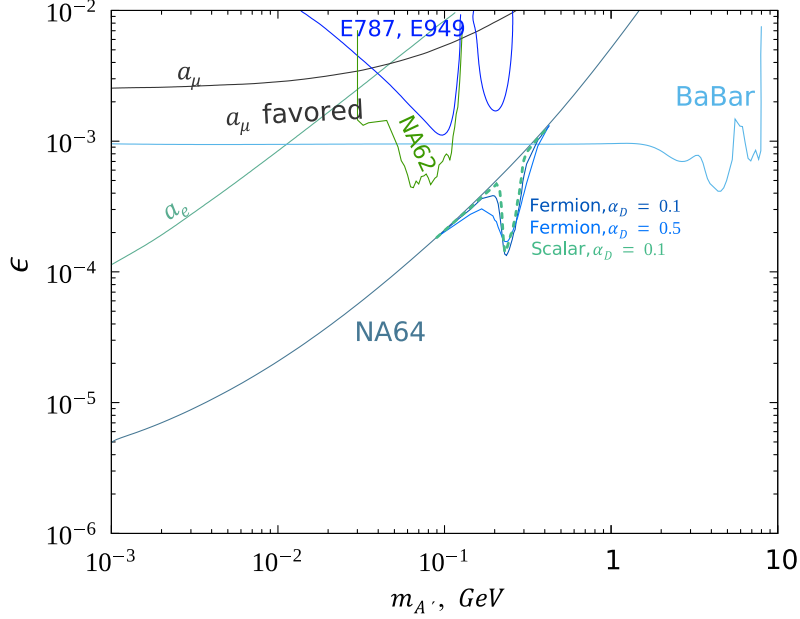 10⁻²
10⁻³
10⁻⁴
10⁻⁵
10⁻⁶
ϵ
E787, E949
a_μ
a_μ favored
NA62
BaBar
a_e
Fermion, α_D = 0.1
Fermion, α_D = 0.5
Scalar, α_D = 0.1
NA64
10⁻³ 10⁻² 10⁻¹ 1 10
m_A´, GeV